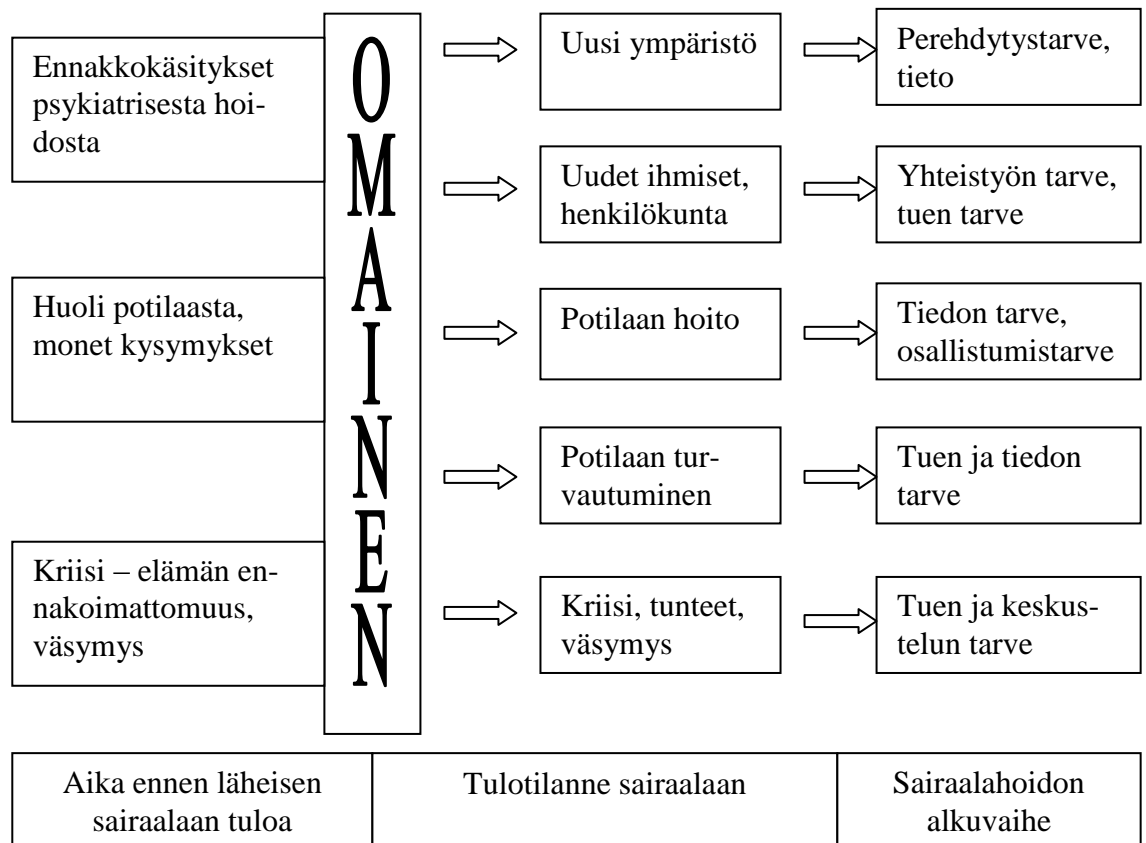 Ennakkokäsitykset
psykiatrisesta hoi-
dosta
Huoli potilaasta,
monet kysymykset
Kriisi – elämän en-
nakoimattomuus,
väsymys
OMAINEN
Uusi ympäristö
Perehdytystarve,
tieto
Uudet ihmiset,
henkilökunta
Yhteistyön tarve,
tuen tarve
Potilaan hoito
Tiedon tarve,
osallistumistarve
Potilaan tur-
vautuminen
Tuen ja tiedon
tarve
Kriisi, tunteet,
väsymys
Tuen ja keskus-
telun tarve
Aika ennen läheisen
sairaalaan tuloa
Tulotilanne sairaalaan
Sairaalahoidon
alkuvaihe